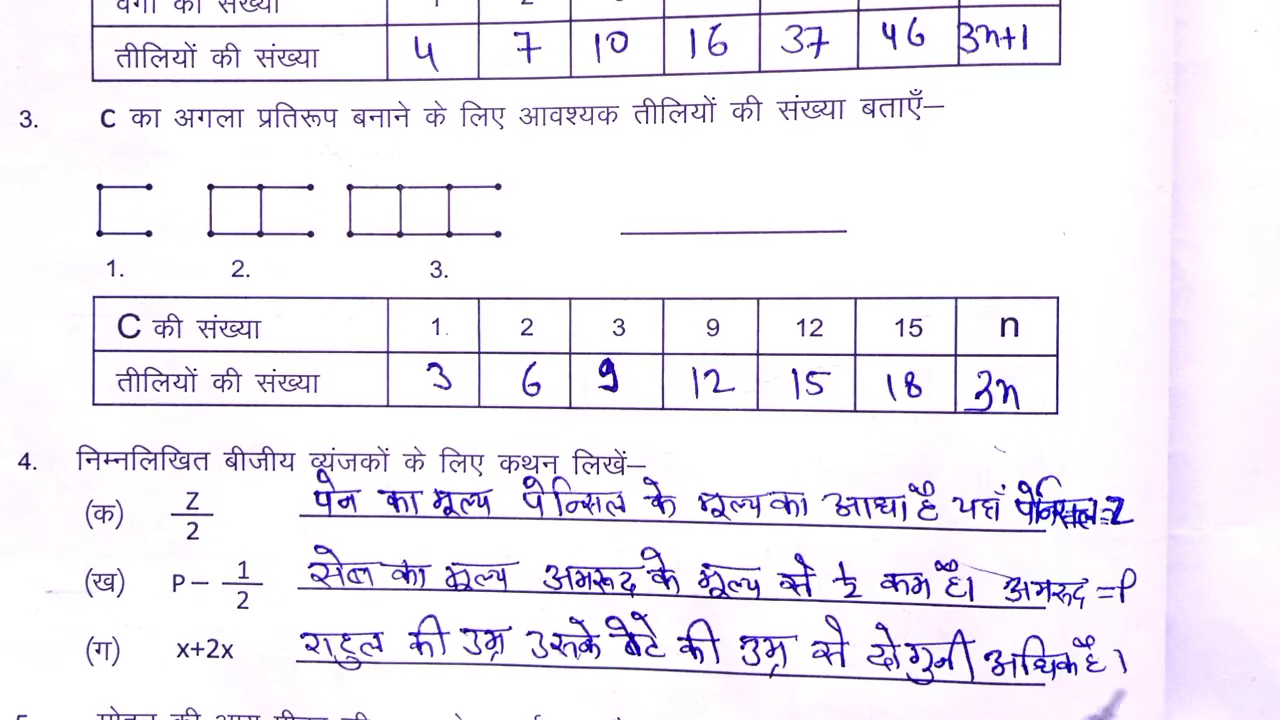 वर्गों की संख्या
तीलियों की संख्या 4 7 10 16 37 46 3n+1
3. C का अगला प्रतिरूप बनाने के लिए आवश्यक तीलियों की संख्या बताएँ–
1. 2. 3.
C की संख्या 1. 2 3 9 12 15 n
तीलियों की संख्या 3 6 9 12 15 18 3n
4. निम्नलिखित बीजीय व्यंजकों के लिए कथन लिखें–
(क) Z/2 पेन का मूल्य पेन्सिल के मूल्य का आधा है यहाँ पेन्सिल=Z
(ख) P – 1/2 सेब का मूल्य अमरूद के मूल्य से 1/2 कम है। अमरूद =P
(ग) x+2x राहुल की उम्र उसके बेटे की उम्र से दोगुनी अधिक है।